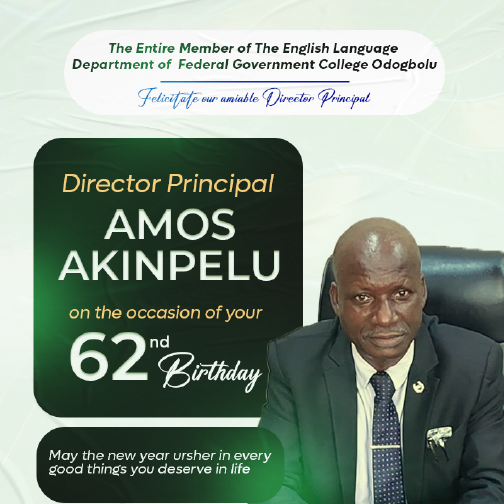 The Entire Member of The English Language
Department of Federal Government College Odogbolu
Felicitate our amiable Director Principal
Director Principal
AMOS
AKINPELU
on the occasion of your
62nd Birthday
May the new year ursher in every
good things you deserve in life